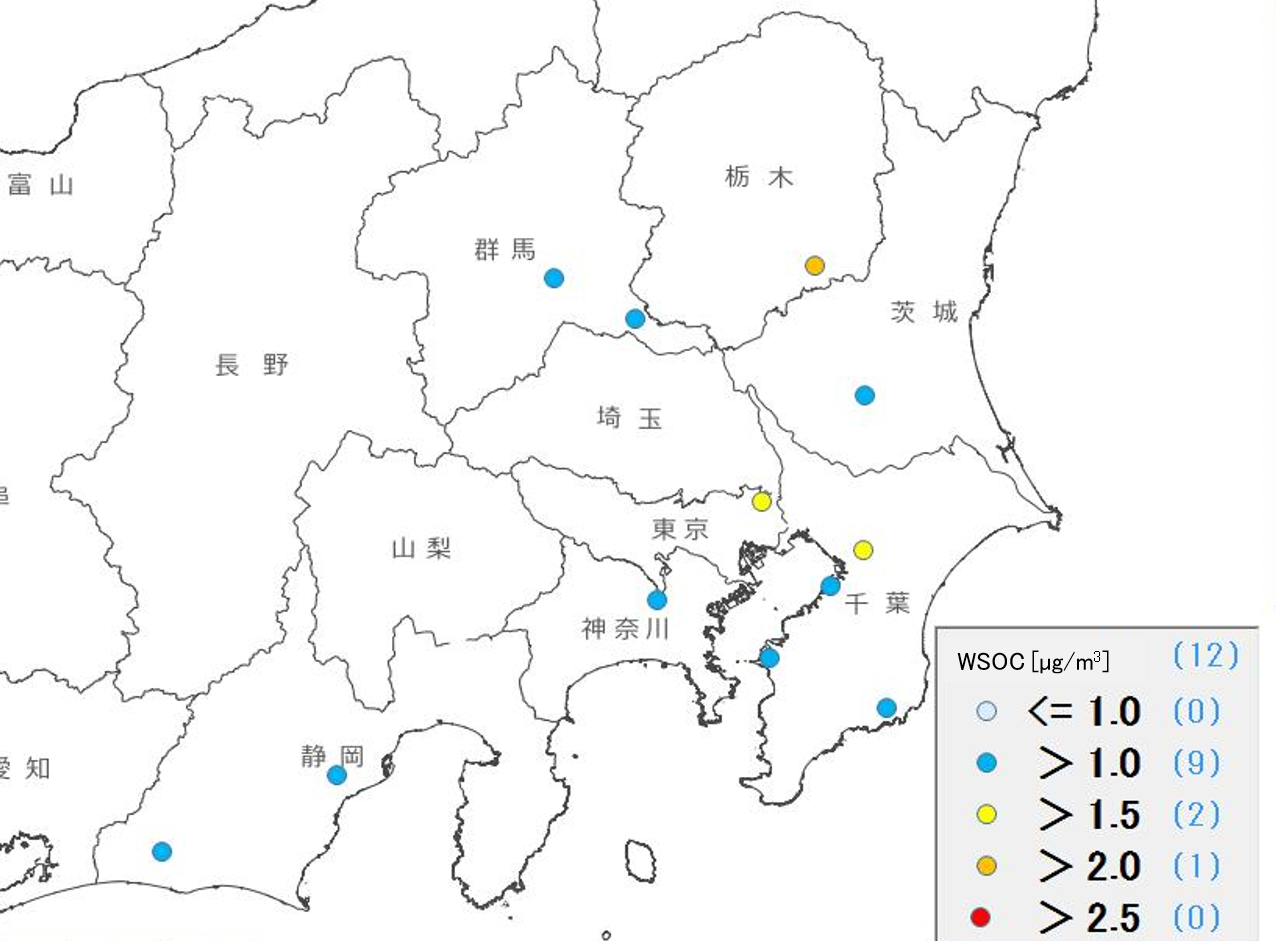 富山
栃木
群馬
茨城
長野
埼玉
東京
山梨
千葉
神奈川
静岡
愛知
WSOC [μg/m³] (12)
<= 1.0 (0)
> 1.0 (9)
> 1.5 (2)
> 2.0 (1)
> 2.5 (0)